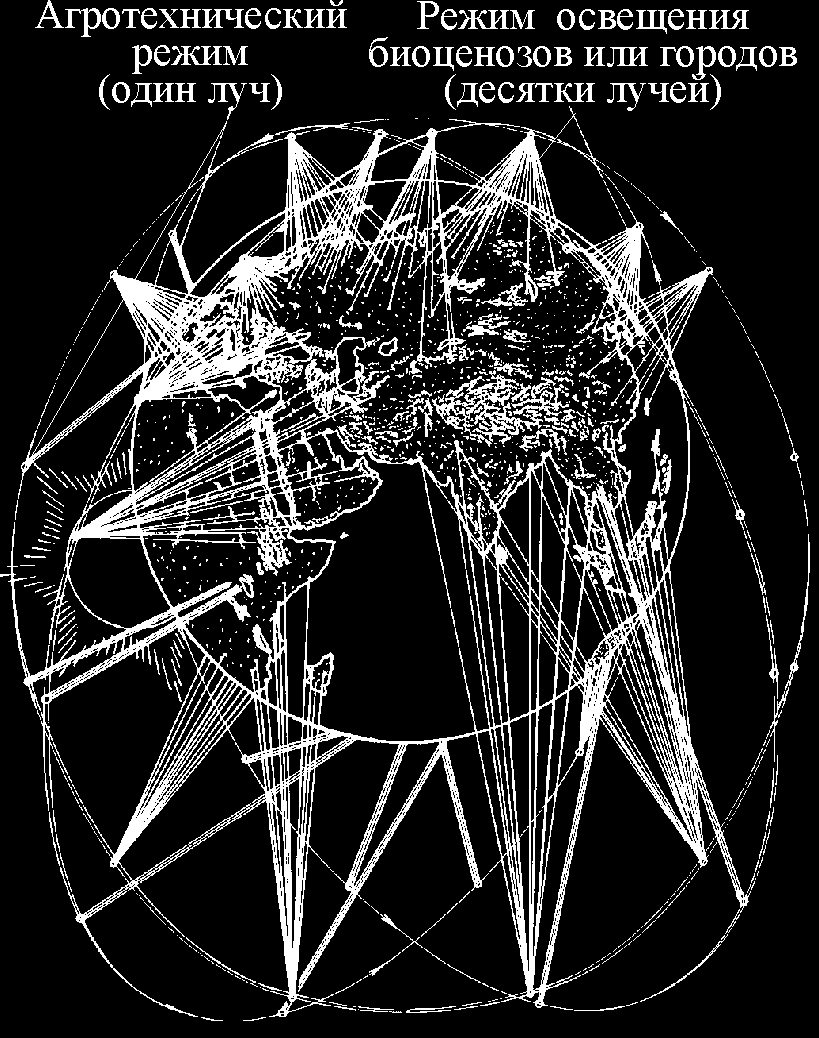 Агротехнический
режим
(один луч)
Режим освещения
биоценозов или городов
(десятки лучей)